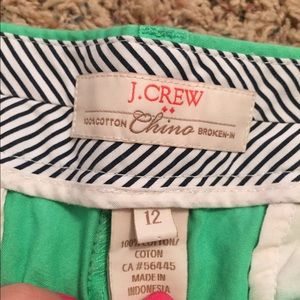 J.CREW
100% COTTON Chino BROKEN-IN
12
100% COTTON/
COTON
CA #56445
MADE IN
INDONESIA